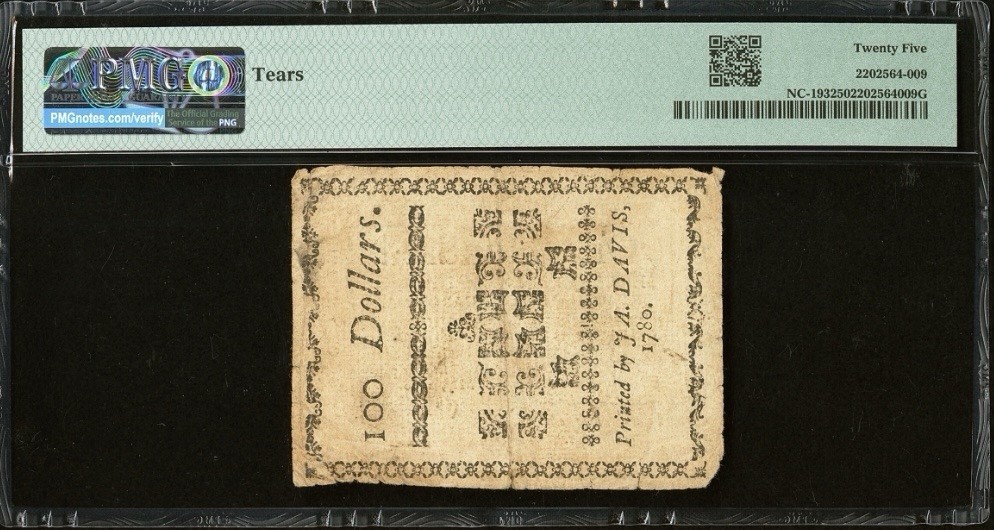 PMG
Tears
PMGnotes.com/verify
The Official Grading
Service of the PNG
Twenty Five
2202564-009
NC-1932502202564009G
100 Dollars.
Printed by J A. DAVIS,
1780.